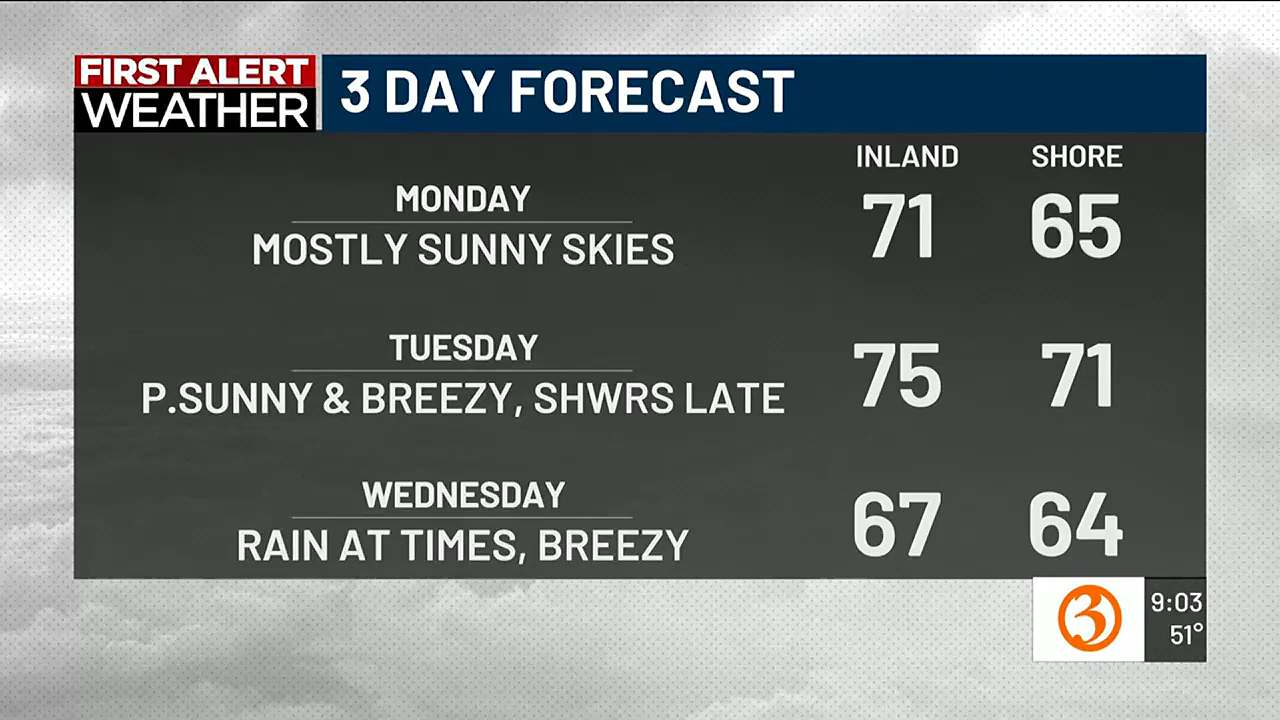 FIRST ALERT
WEATHER
3 DAY FORECAST
INLAND SHORE
MONDAY
MOSTLY SUNNY SKIES
71 65
TUESDAY
P.SUNNY & BREEZY, SHWRS LATE
75 71
WEDNESDAY
RAIN AT TIMES, BREEZY
67 64
3
9:03
51°